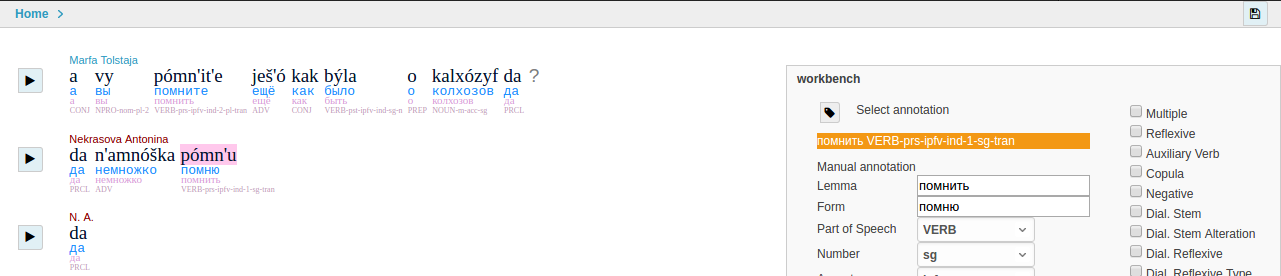 Home >
Marfa Tolstaja
a vy pómn'it'e ješ'ó kak býla o kalxózyf da ?
а вы помните ещё как было о колхозов да
а вы помнить ещё как быть о колхозов да
CONJ NPRO-nom-pl-2 VERB-prs-ipfv-ind-2-pl-tran ADV CONJ VERB-pst-ipfv-ind-sg-n PREP NOUN-m-acc-sg PRCL
Nekrasova Antonina
da n'amnóška pómn'u
да немножко помню
да немножко помнить
PRCL ADV VERB-prs-ipfv-ind-1-sg-tran
N. A.
da
да
да
PRCL
workbench
Select annotation
помнить VERB-prs-ipfv-ind-1-sg-tran
Manual annotation
Lemma помнить
Form помню
Part of Speech VERB
Number sg
Multiple
Reflexive
Auxiliary Verb
Copula
Negative
Dial. Stem
Dial. Stem Alteration
Dial. Reflexive
Dial. Reflexive Type